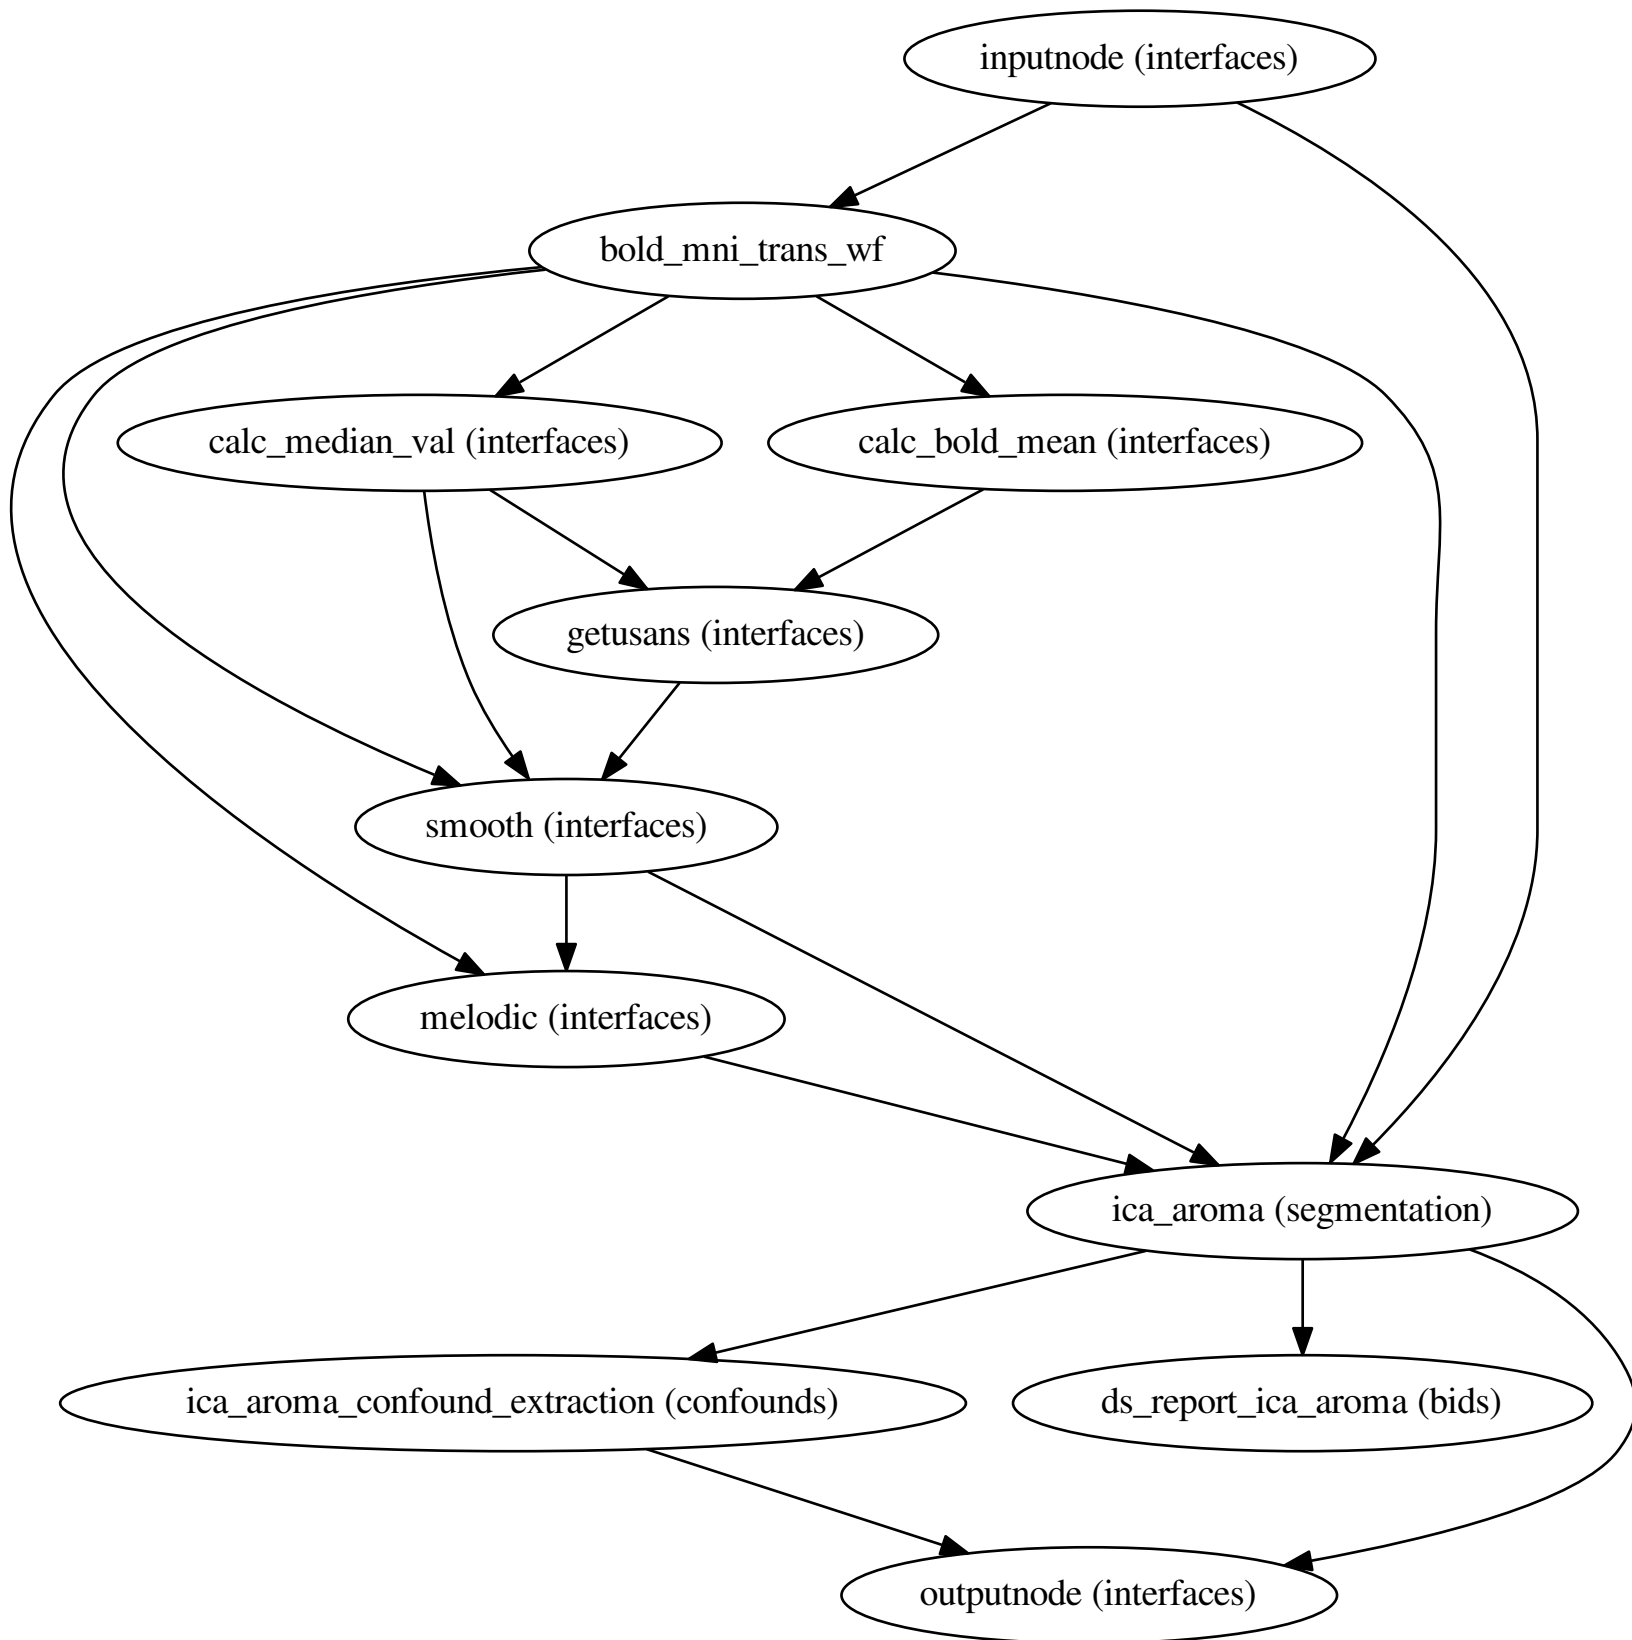 inputnode (interfaces)
bold_mni_trans_wf
calc_median_val (interfaces)
calc_bold_mean (interfaces)
getusans (interfaces)
smooth (interfaces)
melodic (interfaces)
ica_aroma (segmentation)
ica_aroma_confound_extraction (confounds)
ds_report_ica_aroma (bids)
outputnode (interfaces)